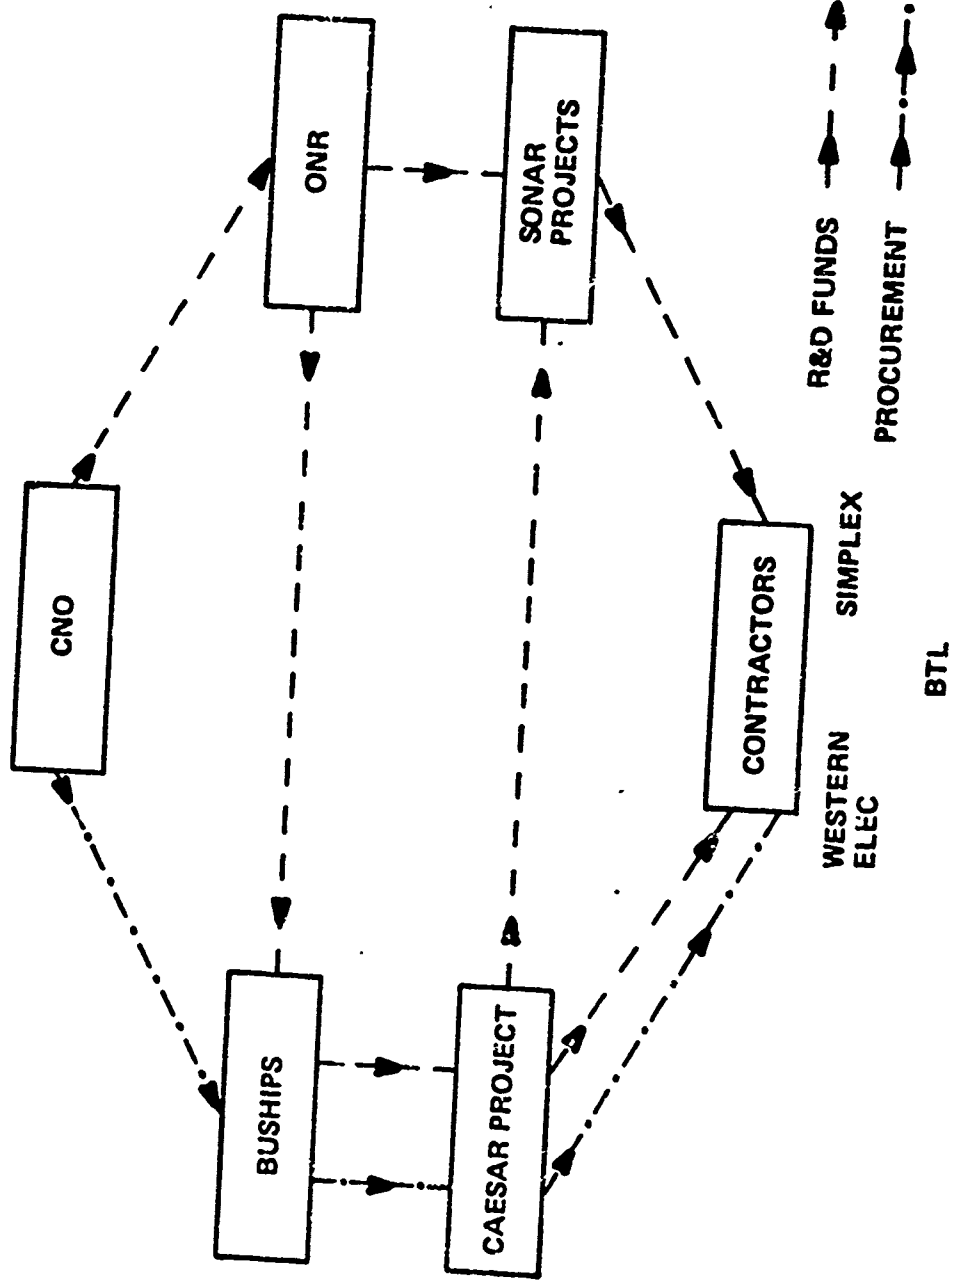 CNO
BUSHIPS
ONR
CAESAR PROJECT
SONAR
PROJECTS
CONTRACTORS
WESTERN
ELEC
SIMPLEX
BTL
R&D FUNDS
PROCUREMENT